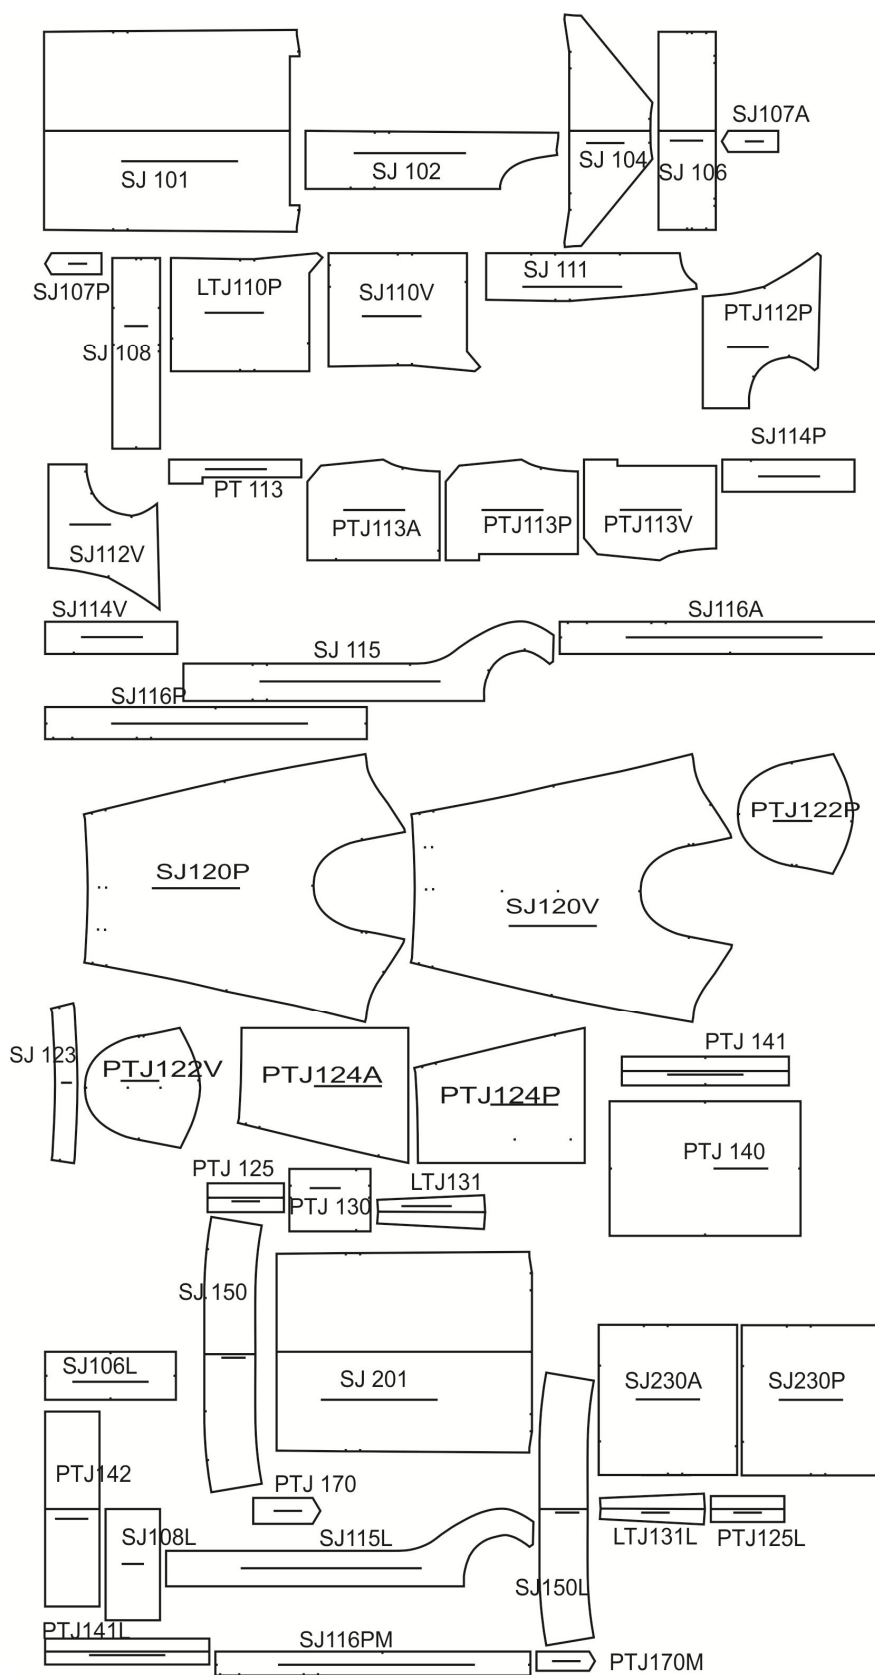 SJ107A
SJ 101
SJ 102
SJ 104
SJ 106
SJ107P
LTJ110P
SJ110V
SJ 111
PTJ112P
SJ 108
SJ114P
PT 113
PTJ113A
PTJ113P
PTJ113V
SJ112V
SJ114V
SJ 115
SJ116A
SJ116P
PTJ122P
SJ120P
SJ120V
SJ 123
PTJ122V
PTJ124A
PTJ124P
PTJ 141
PTJ 140
PTJ 125
PTJ 130
LTJ131
SJ 150
SJ106L
SJ 201
SJ230A
SJ230P
PTJ142
PTJ 170
SJ108L
SJ115L
LTJ131L
PTJ125L
SJ150L
PTJ141L
SJ116PM
PTJ170M